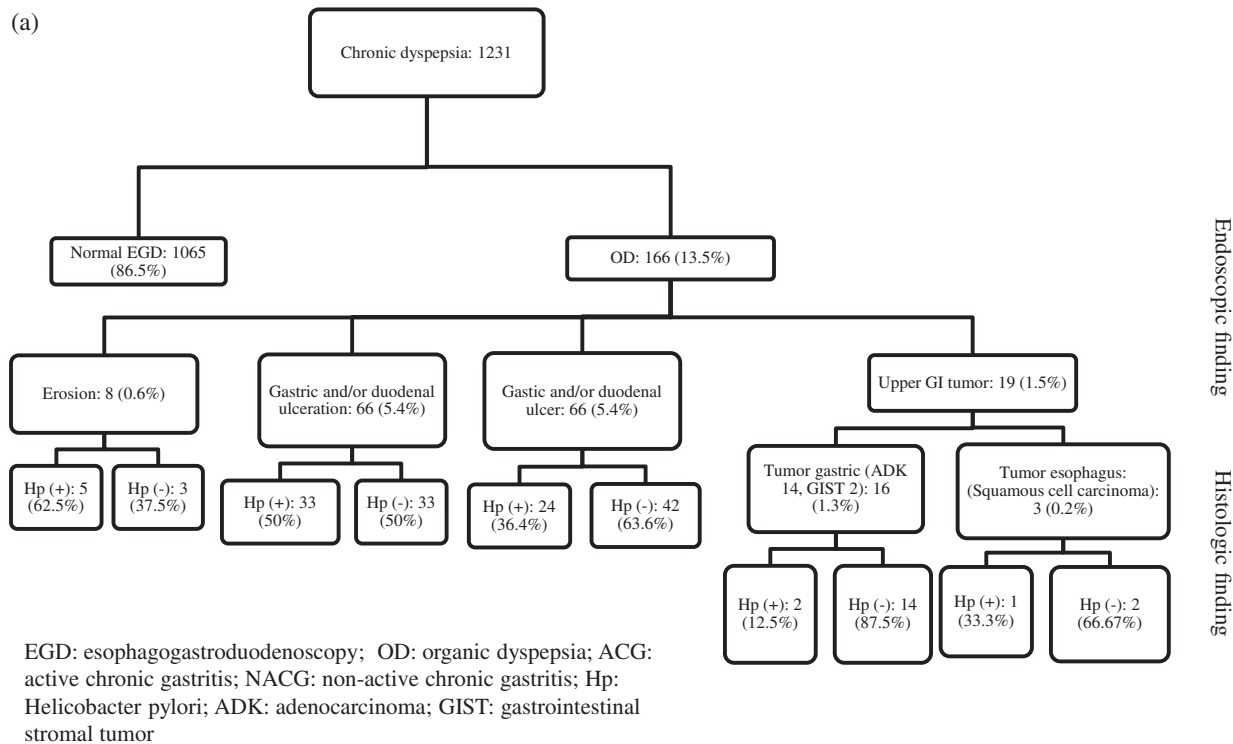 (a)
Chronic dyspepsia: 1231
Normal EGD: 1065
(86.5%)
OD: 166 (13.5%)
Endoscopic finding
Erosion: 8 (0.6%)
Gastric and/or duodenal
ulceration: 66 (5.4%)
Gastic and/or duodenal
ulcer: 66 (5.4%)
Upper GI tumor: 19 (1.5%)
Hp (+): 5
(62.5%)
Hp (-): 3
(37.5%)
Hp (+): 33
(50%)
Hp (-): 33
(50%)
Hp (+): 24
(36.4%)
Hp (-): 42
(63.6%)
Tumor gastric (ADK
14, GIST 2): 16
(1.3%)
Tumor esophagus:
(Squamous cell carcinoma):
3 (0.2%)
Histologic finding
Hp (+): 2
(12.5%)
Hp (-): 14
(87.5%)
Hp (+): 1
(33.3%)
Hp (-): 2
(66.67%)
EGD: esophagogastroduodenoscopy; OD: organic dyspepsia; ACG:
active chronic gastritis; NACG: non-active chronic gastritis; Hp:
Helicobacter pylori; ADK: adenocarcinoma; GIST: gastrointestinal
stromal tumor